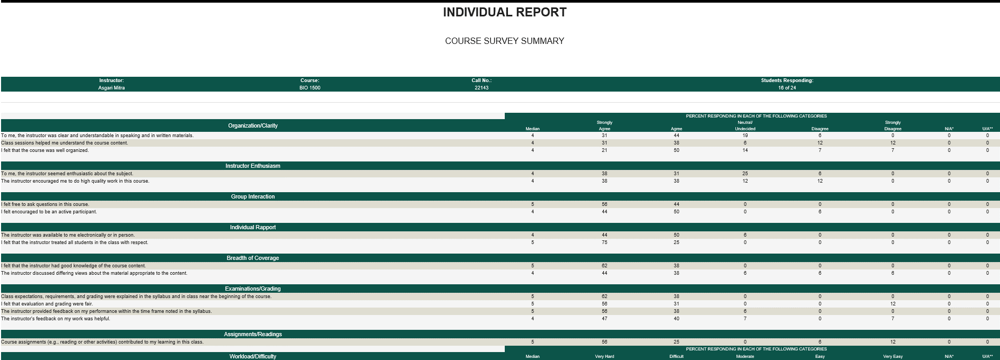 INDIVIDUAL REPORT
COURSE SURVEY SUMMARY
Instructor: Course: Call No.: Students Responding:
Asgari Mitra BIO 1500 22143 16 of 24
PERCENT RESPONDING IN EACH OF THE FOLLOWING CATEGORIES
Organization/Clarity Median Strongly Agree Agree Neutral/ Undecided Disagree Strongly Disagree N/A* U/A**
To me, the instructor was clear and understandable in speaking and in written materials. 4 31 44 19 6 0 0 0
Class sessions helped me understand the course content. 4 31 38 6 12 12 0 0
I felt that the course was well organized. 4 21 50 14 7 7 0 0
Instructor Enthusiasm
To me, the instructor seemed enthusiastic about the subject. 4 38 31 25 6 0 0 0
The instructor encouraged me to do high quality work in this course. 4 38 38 12 12 0 0 0
Group Interaction
I felt free to ask questions in this course. 5 56 44 0 0 0 0 0
I felt encouraged to be an active participant. 4 44 50 0 6 0 0 0
Individual Rapport
The instructor was available to me electronically or in person. 4 44 50 6 0 0 0 0
I felt that the instructor treated all students in the class with respect. 5 75 25 0 0 0 0 0
Breadth of Coverage
I felt that the instructor had good knowledge of the course content. 5 62 38 0 0 0 0 0
The instructor discussed differing views about the material appropriate to the content. 4 44 38 6 6 6 0 0
Examinations/Grading
Class expectations, requirements, and grading were explained in the syllabus and in class near the beginning of the course. 5 62 38 0 0 0 0 0
I felt that evaluation and grading were fair. 5 56 31 0 0 12 0 0
The instructor provided feedback on my performance within the time frame noted in the syllabus. 5 56 38 6 0 0 0 0
The instructor's feedback on my work was helpful. 4 47 40 7 0 7 0 0
Assignments/Readings
Course assignments (e.g., reading or other activities) contributed to my learning in this class. 5 56 25 0 6 12 0 0
PERCENT RESPONDING IN EACH OF THE FOLLOWING CATEGORIES
Workload/Difficulty Median Very Hard Difficult Moderate Easy Very Easy N/A* U/A**